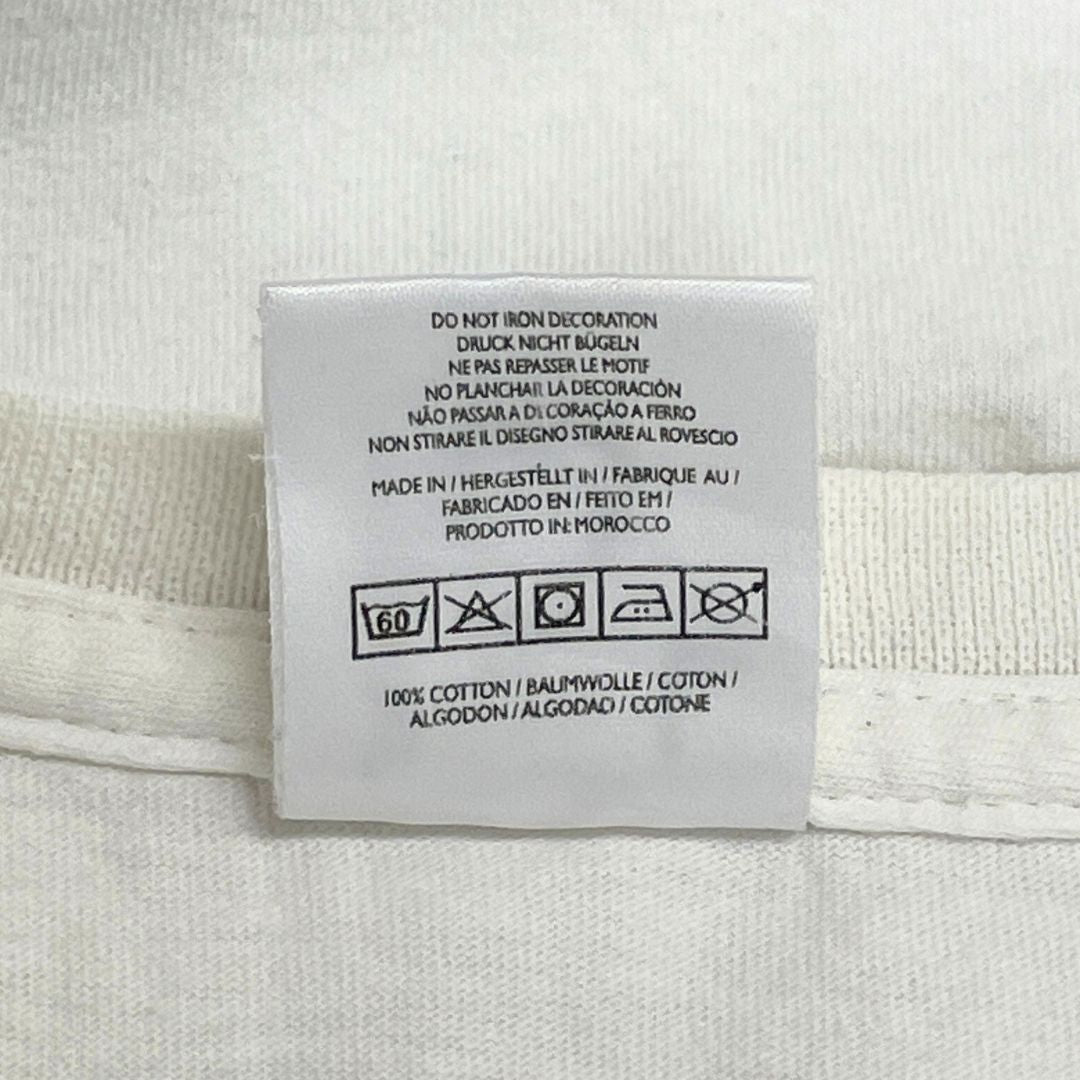 DO NOT IRON DECORATION
DRUCK NICHT BÜGELN
NE PAS REPASSER LE MOTIF
NO PLANCHAR LA DECORACIÓN
NÃO PASSAR A DECORAÇÃO A FERRO
NON STIRARE IL DISEGNO STIRARE AL ROVESCIO
MADE IN / HERGESTELLT IN / FABRIQUE AU /
FABRICADO EN / FEITO EM /
PRODOTTO IN: MOROCCO
60
100% COTTON / BAUMWOLLE / COTON /
ALGODON / ALGODAO / COTONE